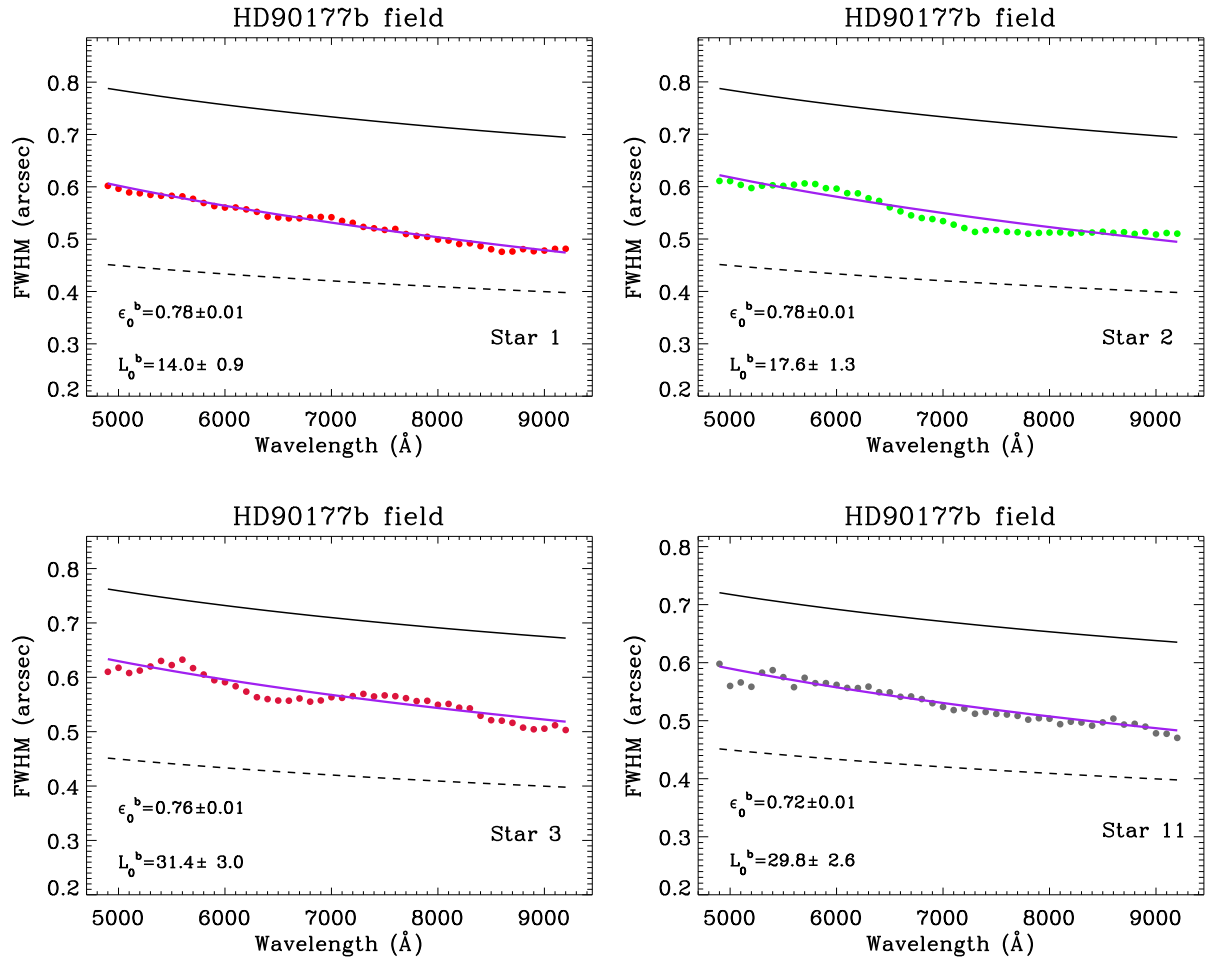 HD90177b field
FWHM (arcsec)
0.8
0.7
0.6
0.5
0.4
0.3
0.2
ϵ₀ᵇ=0.78±0.01
Star 1
L₀ᵇ=14.0± 0.9
5000 6000 7000 8000 9000
Wavelength (Å)
HD90177b field
FWHM (arcsec)
0.8
0.7
0.6
0.5
0.4
0.3
0.2
ϵ₀ᵇ=0.78±0.01
Star 2
L₀ᵇ=17.6± 1.3
5000 6000 7000 8000 9000
Wavelength (Å)
HD90177b field
FWHM (arcsec)
0.8
0.7
0.6
0.5
0.4
0.3
0.2
ϵ₀ᵇ=0.76±0.01
Star 3
L₀ᵇ=31.4± 3.0
5000 6000 7000 8000 9000
Wavelength (Å)
HD90177b field
FWHM (arcsec)
0.8
0.7
0.6
0.5
0.4
0.3
0.2
ϵ₀ᵇ=0.72±0.01
Star 11
L₀ᵇ=29.8± 2.6
5000 6000 7000 8000 9000
Wavelength (Å)